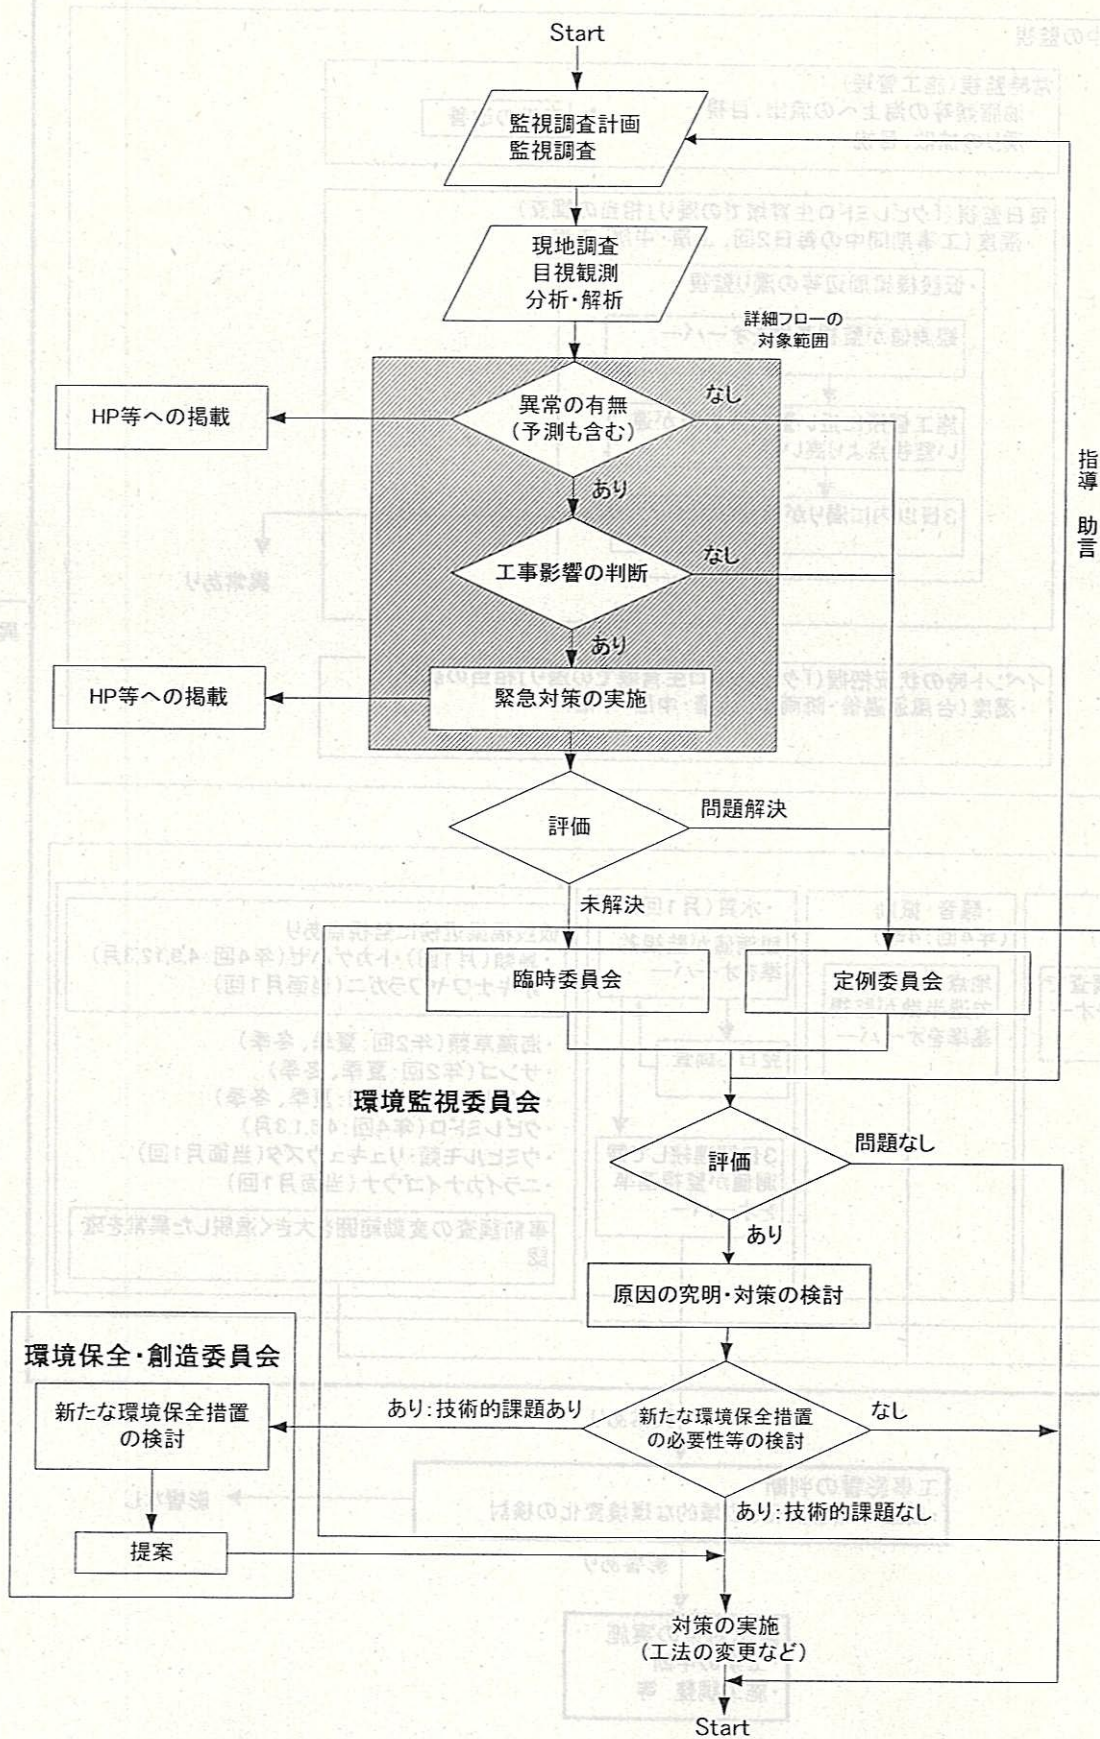 Start
監視調査計画
監視調査
現地調査
目視観測
分析・解析
詳細フローの
対象範囲
異常の有無
(予測も含む)
なし
HP等への掲載
あり
工事影響の判断
なし
あり
緊急対策の実施
HP等への掲載
指導 助言
評価
問題解決
未解決
臨時委員会
定例委員会
環境監視委員会
評価
問題なし
あり
原因の究明・対策の検討
環境保全・創造委員会
新たな環境保全措置
の検討
あり:技術的課題あり
新たな環境保全措置
の必要性等の検討
なし
あり:技術的課題なし
提案
対策の実施
(工法の変更など)
Start